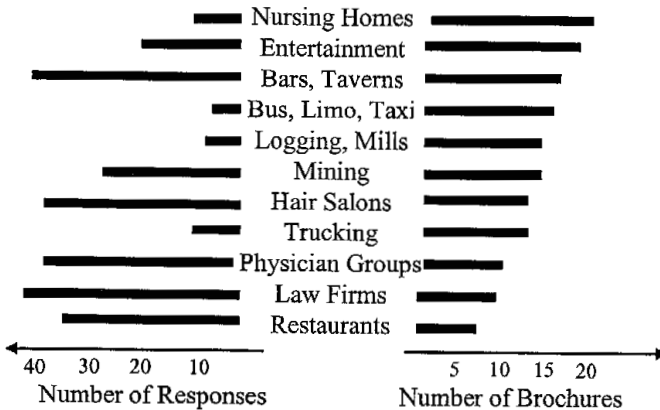 Nursing Homes
Entertainment
Bars, Taverns
Bus, Limo, Taxi
Logging, Mills
Mining
Hair Salons
Trucking
Physician Groups
Law Firms
Restaurants
40 30 20 10
5 10 15 20
Number of Responses
Number of Brochures